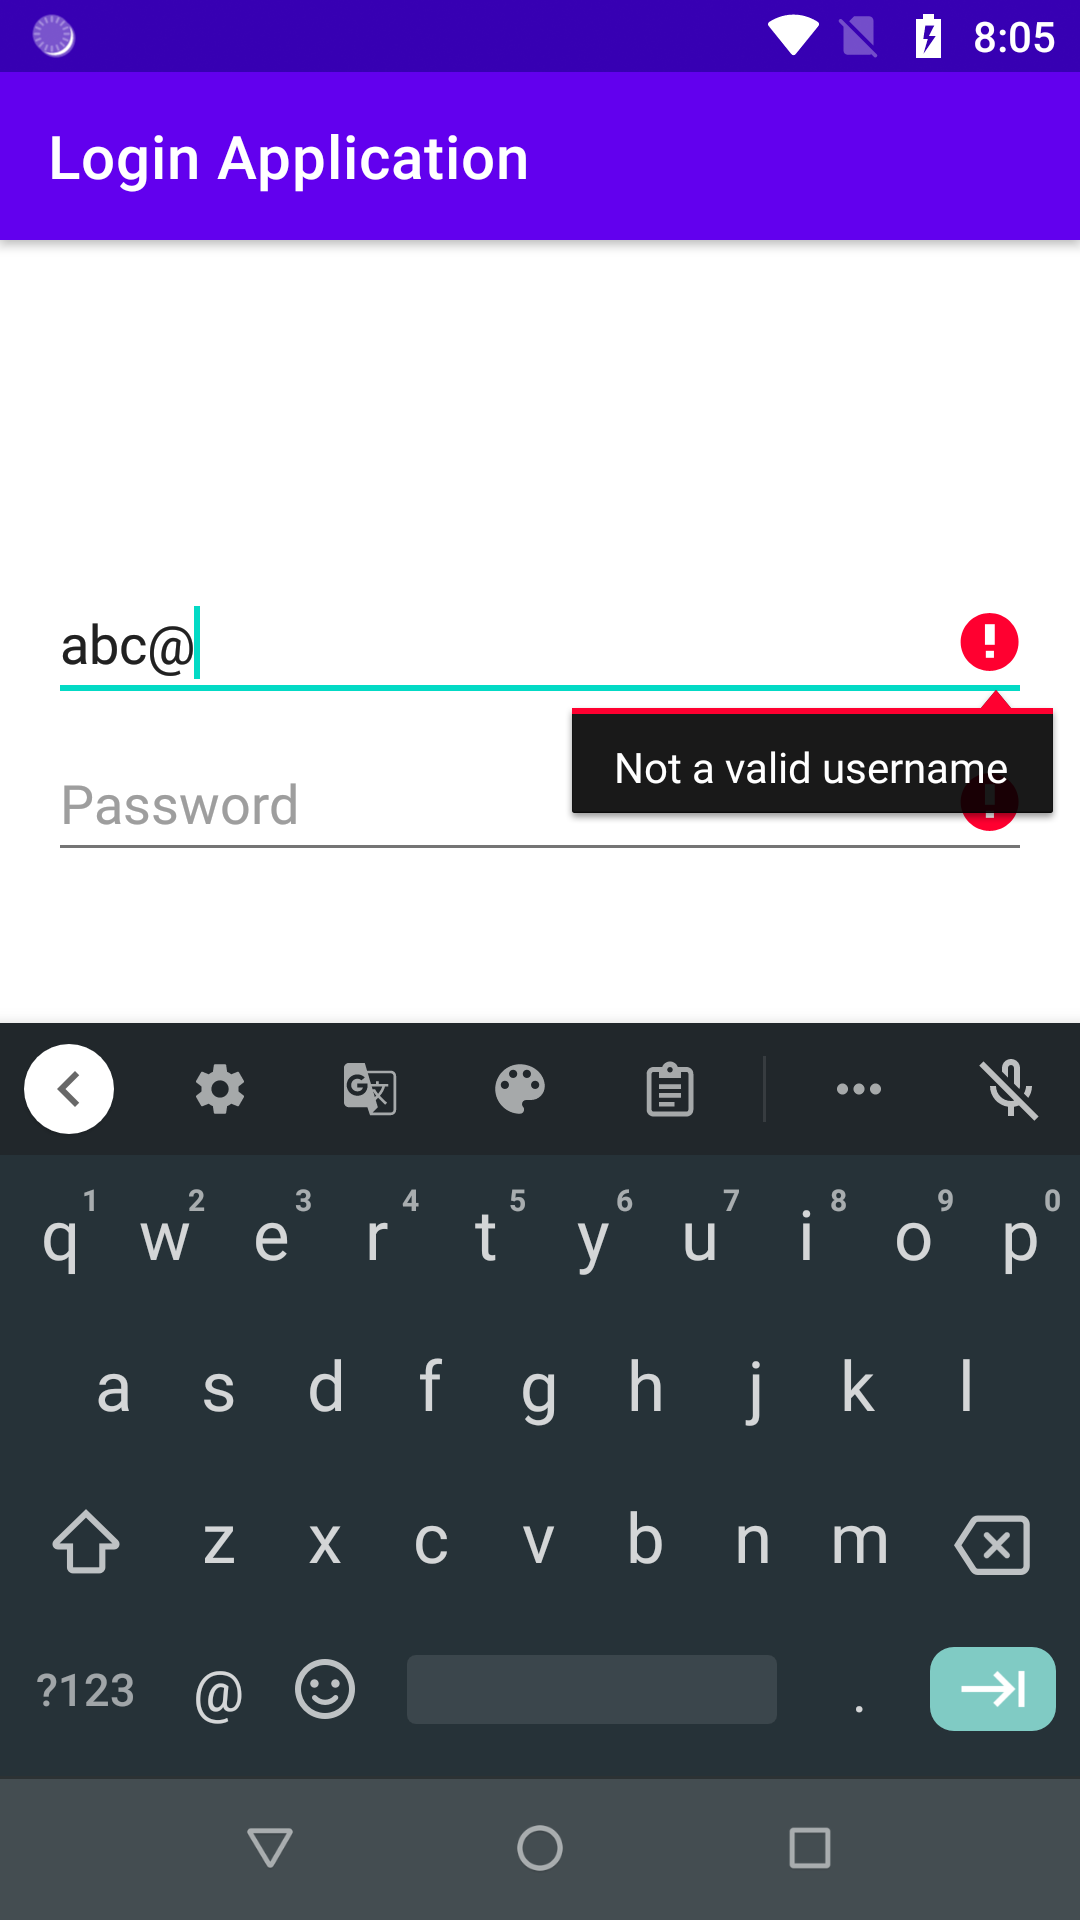 8:05
Login Application
abc@
Not a valid username
Password
1 2 3 4 5 6 7 8 9 0
q w e r t y u i o p
a s d f g h j k l
z x c v b n m
?123 @ .